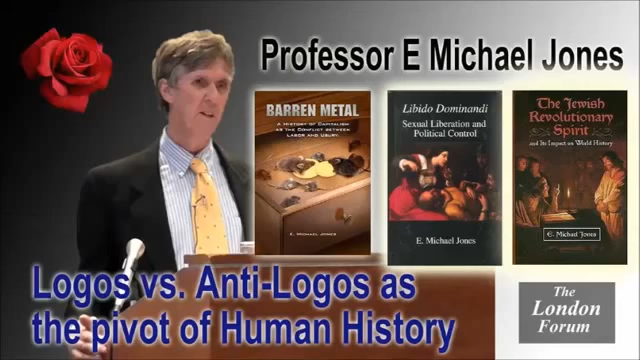 Professor E Michael Jones
BARREN METAL
A HISTORY OF CAPITALISM
AS THE CONFLICT BETWEEN
LABOR AND USURY
E. MICHAEL JONES
Libido Dominandi
Sexual Liberation and
Political Control
E. Michael Jones
The Jewish
Revolutionary
Spirit
and Its Impact on World History
E. Michael Jones
Logos vs. Anti-Logos as
the pivot of Human History
The
London
Forum